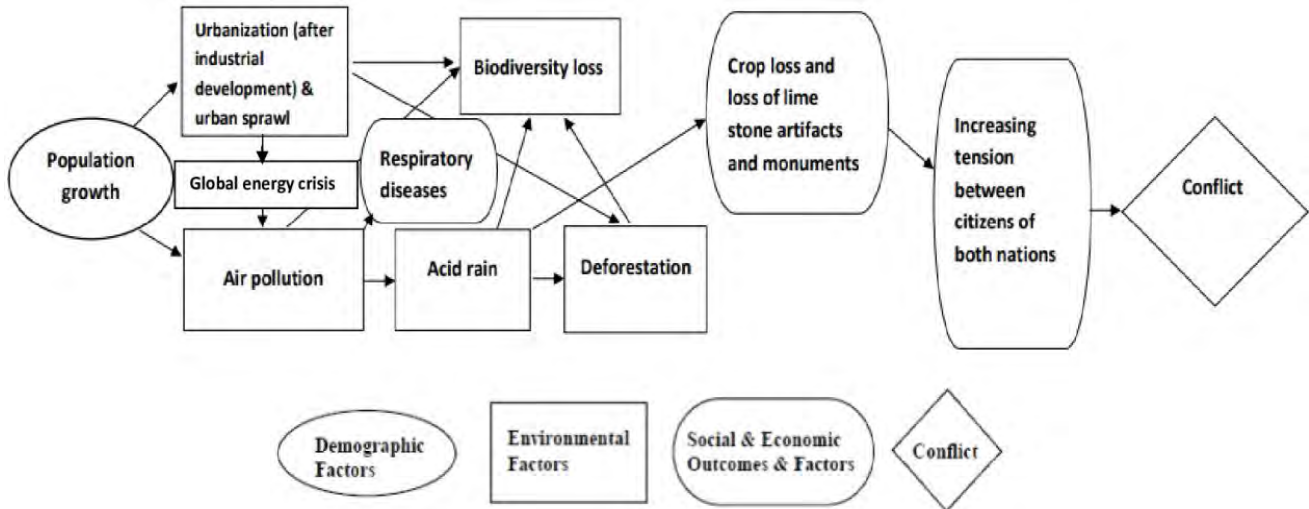 Urbanization (after
industrial
development) &
urban sprawl
Biodiversity loss
Crop loss and
loss of lime
stone artifacts
and monuments
Increasing
tension
between
citizens of
both nations
Conflict
Population
growth
Global energy crisis
Respiratory
diseases
Air pollution
Acid rain
Deforestation
Demographic
Factors
Environmental
Factors
Social & Economic
Outcomes & Factors
Conflict